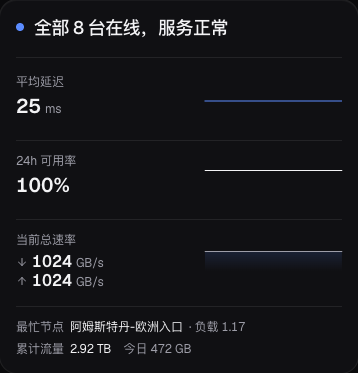 全部 8 台在线，服务正常
平均延迟
25 ms
24h 可用率
100%
当前总速率
↓ 1024 GB/s
↑ 1024 GB/s
最忙节点 阿姆斯特丹-欧洲入口 · 负载 1.17
累计流量 2.92 TB 今日 472 GB